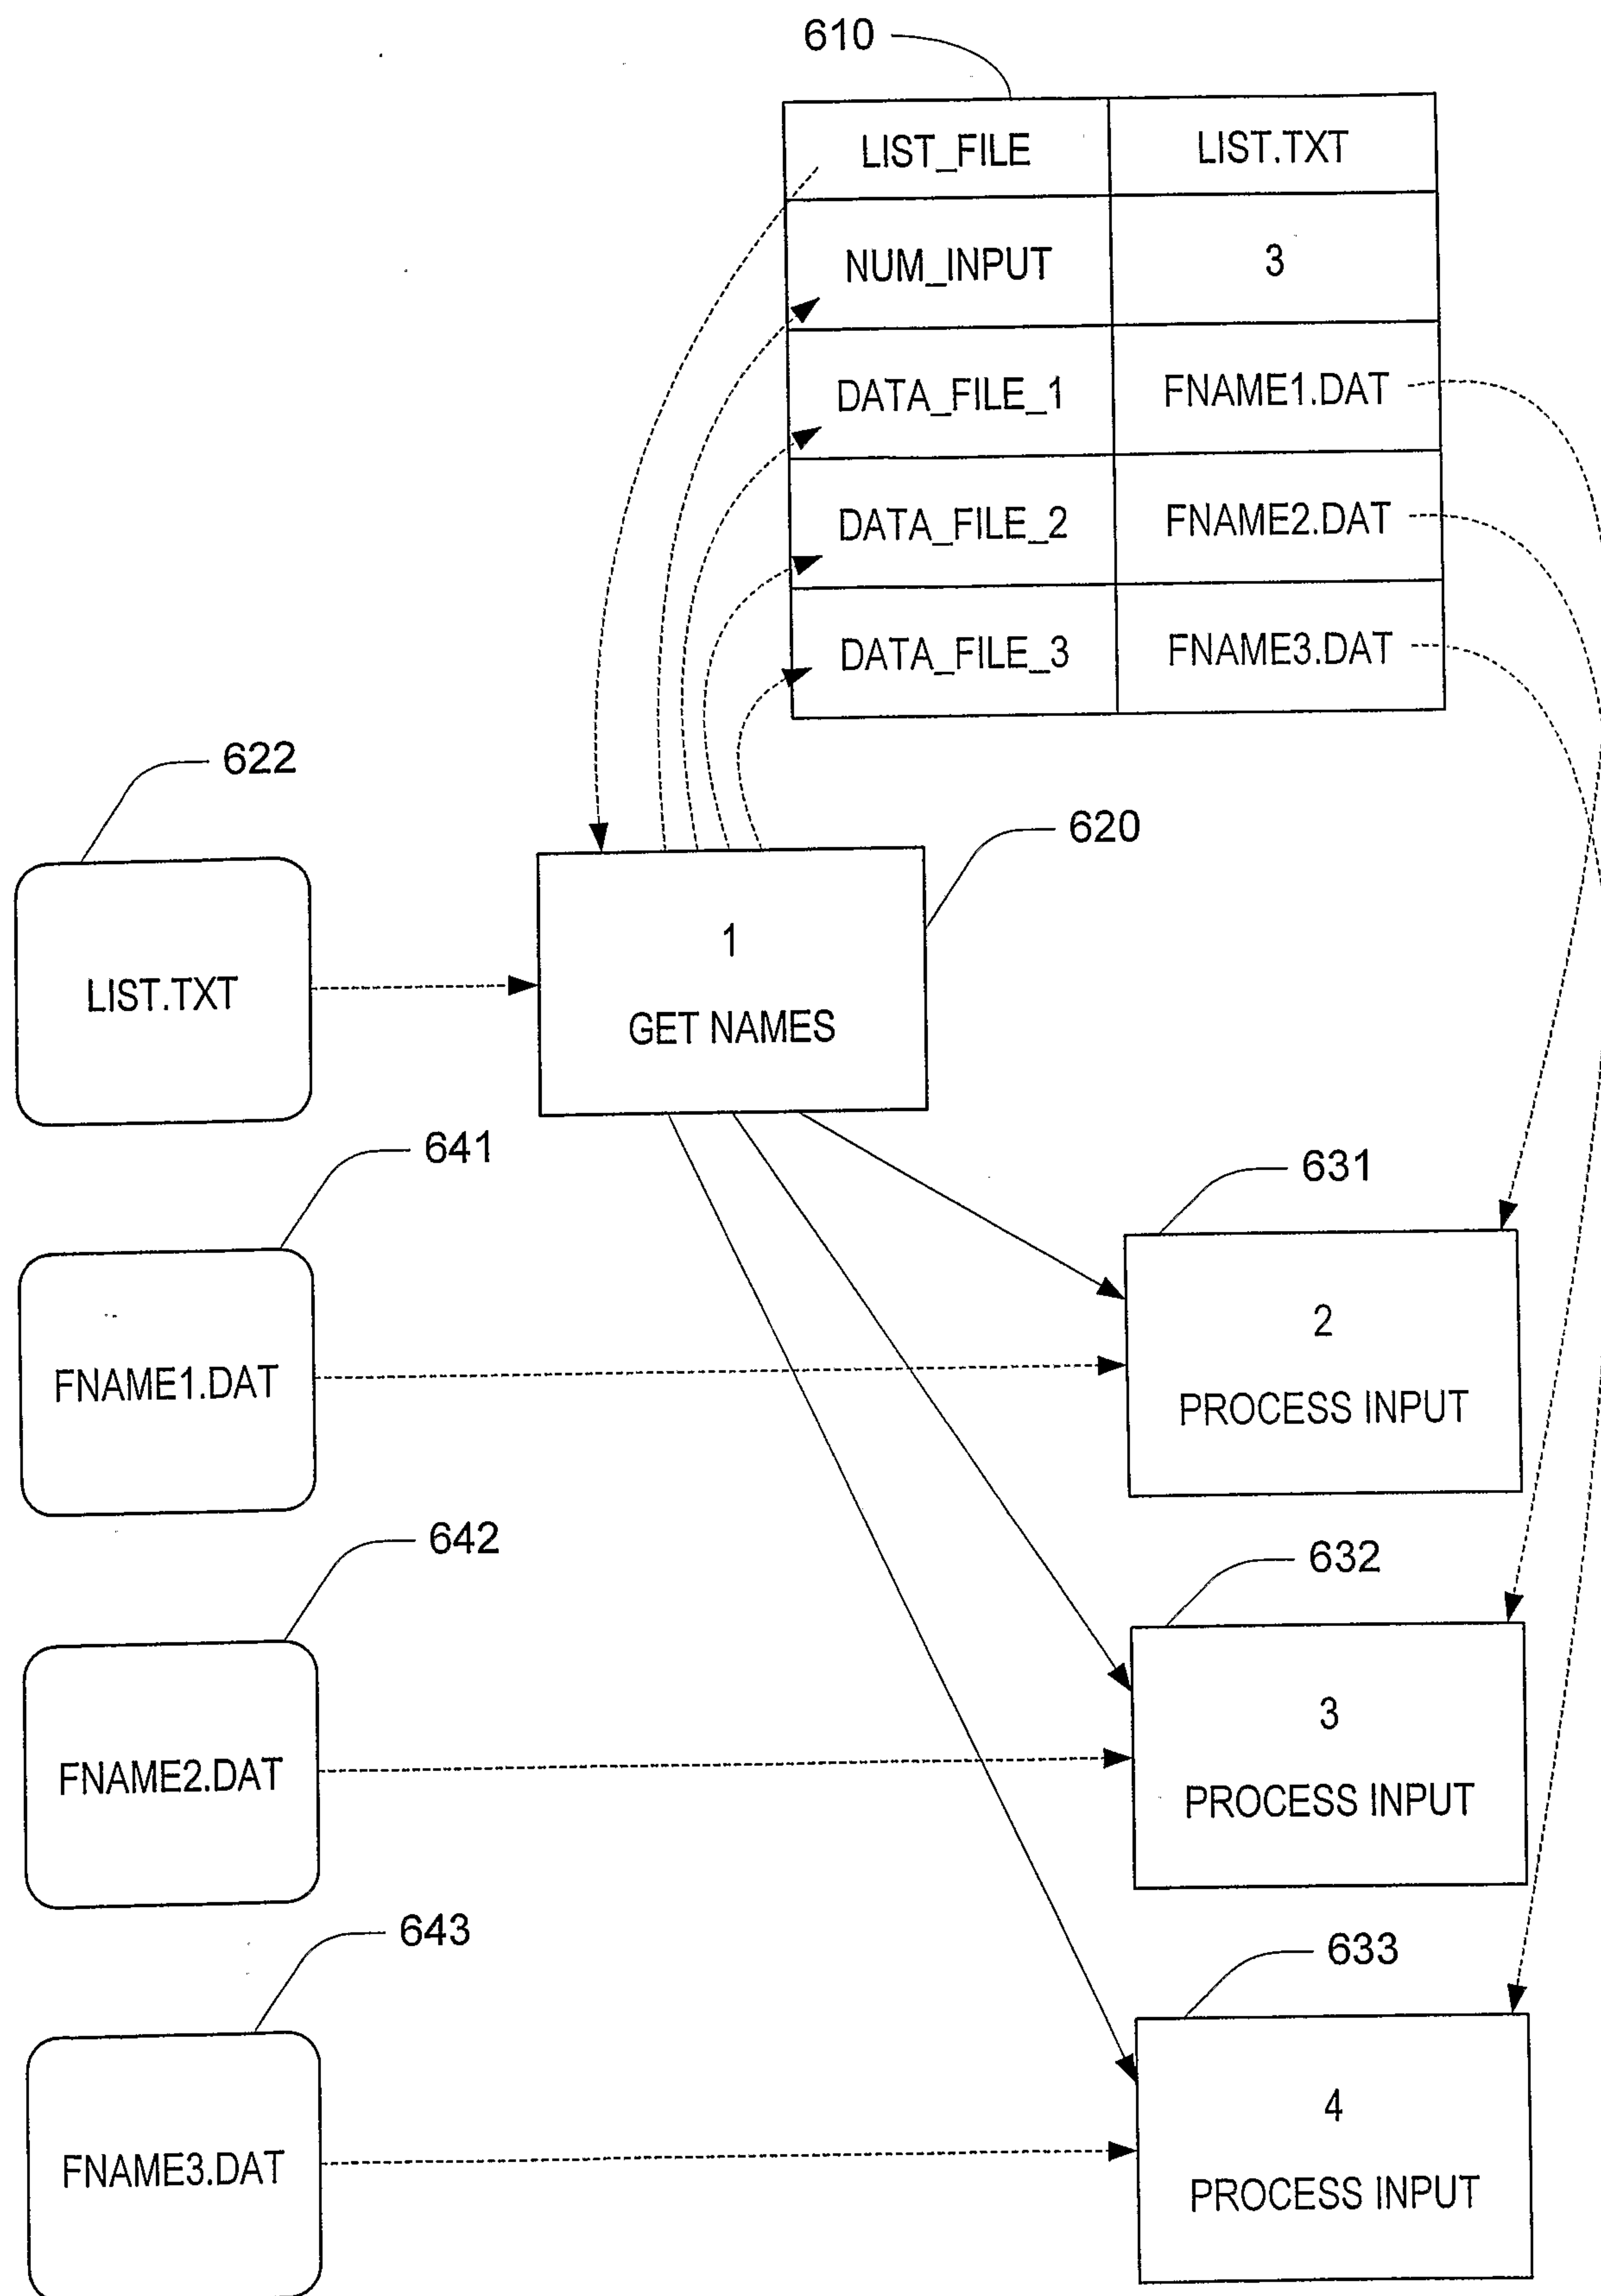 610
LIST_FILE LIST.TXT
NUM_INPUT 3
DATA_FILE_1 FNAME1.DAT
DATA_FILE_2 FNAME2.DAT
DATA_FILE_3 FNAME3.DAT
622
620
LIST.TXT
1
GET NAMES
641
631
FNAME1.DAT
2
PROCESS INPUT
642
632
FNAME2.DAT
3
PROCESS INPUT
643
633
FNAME3.DAT
4
PROCESS INPUT